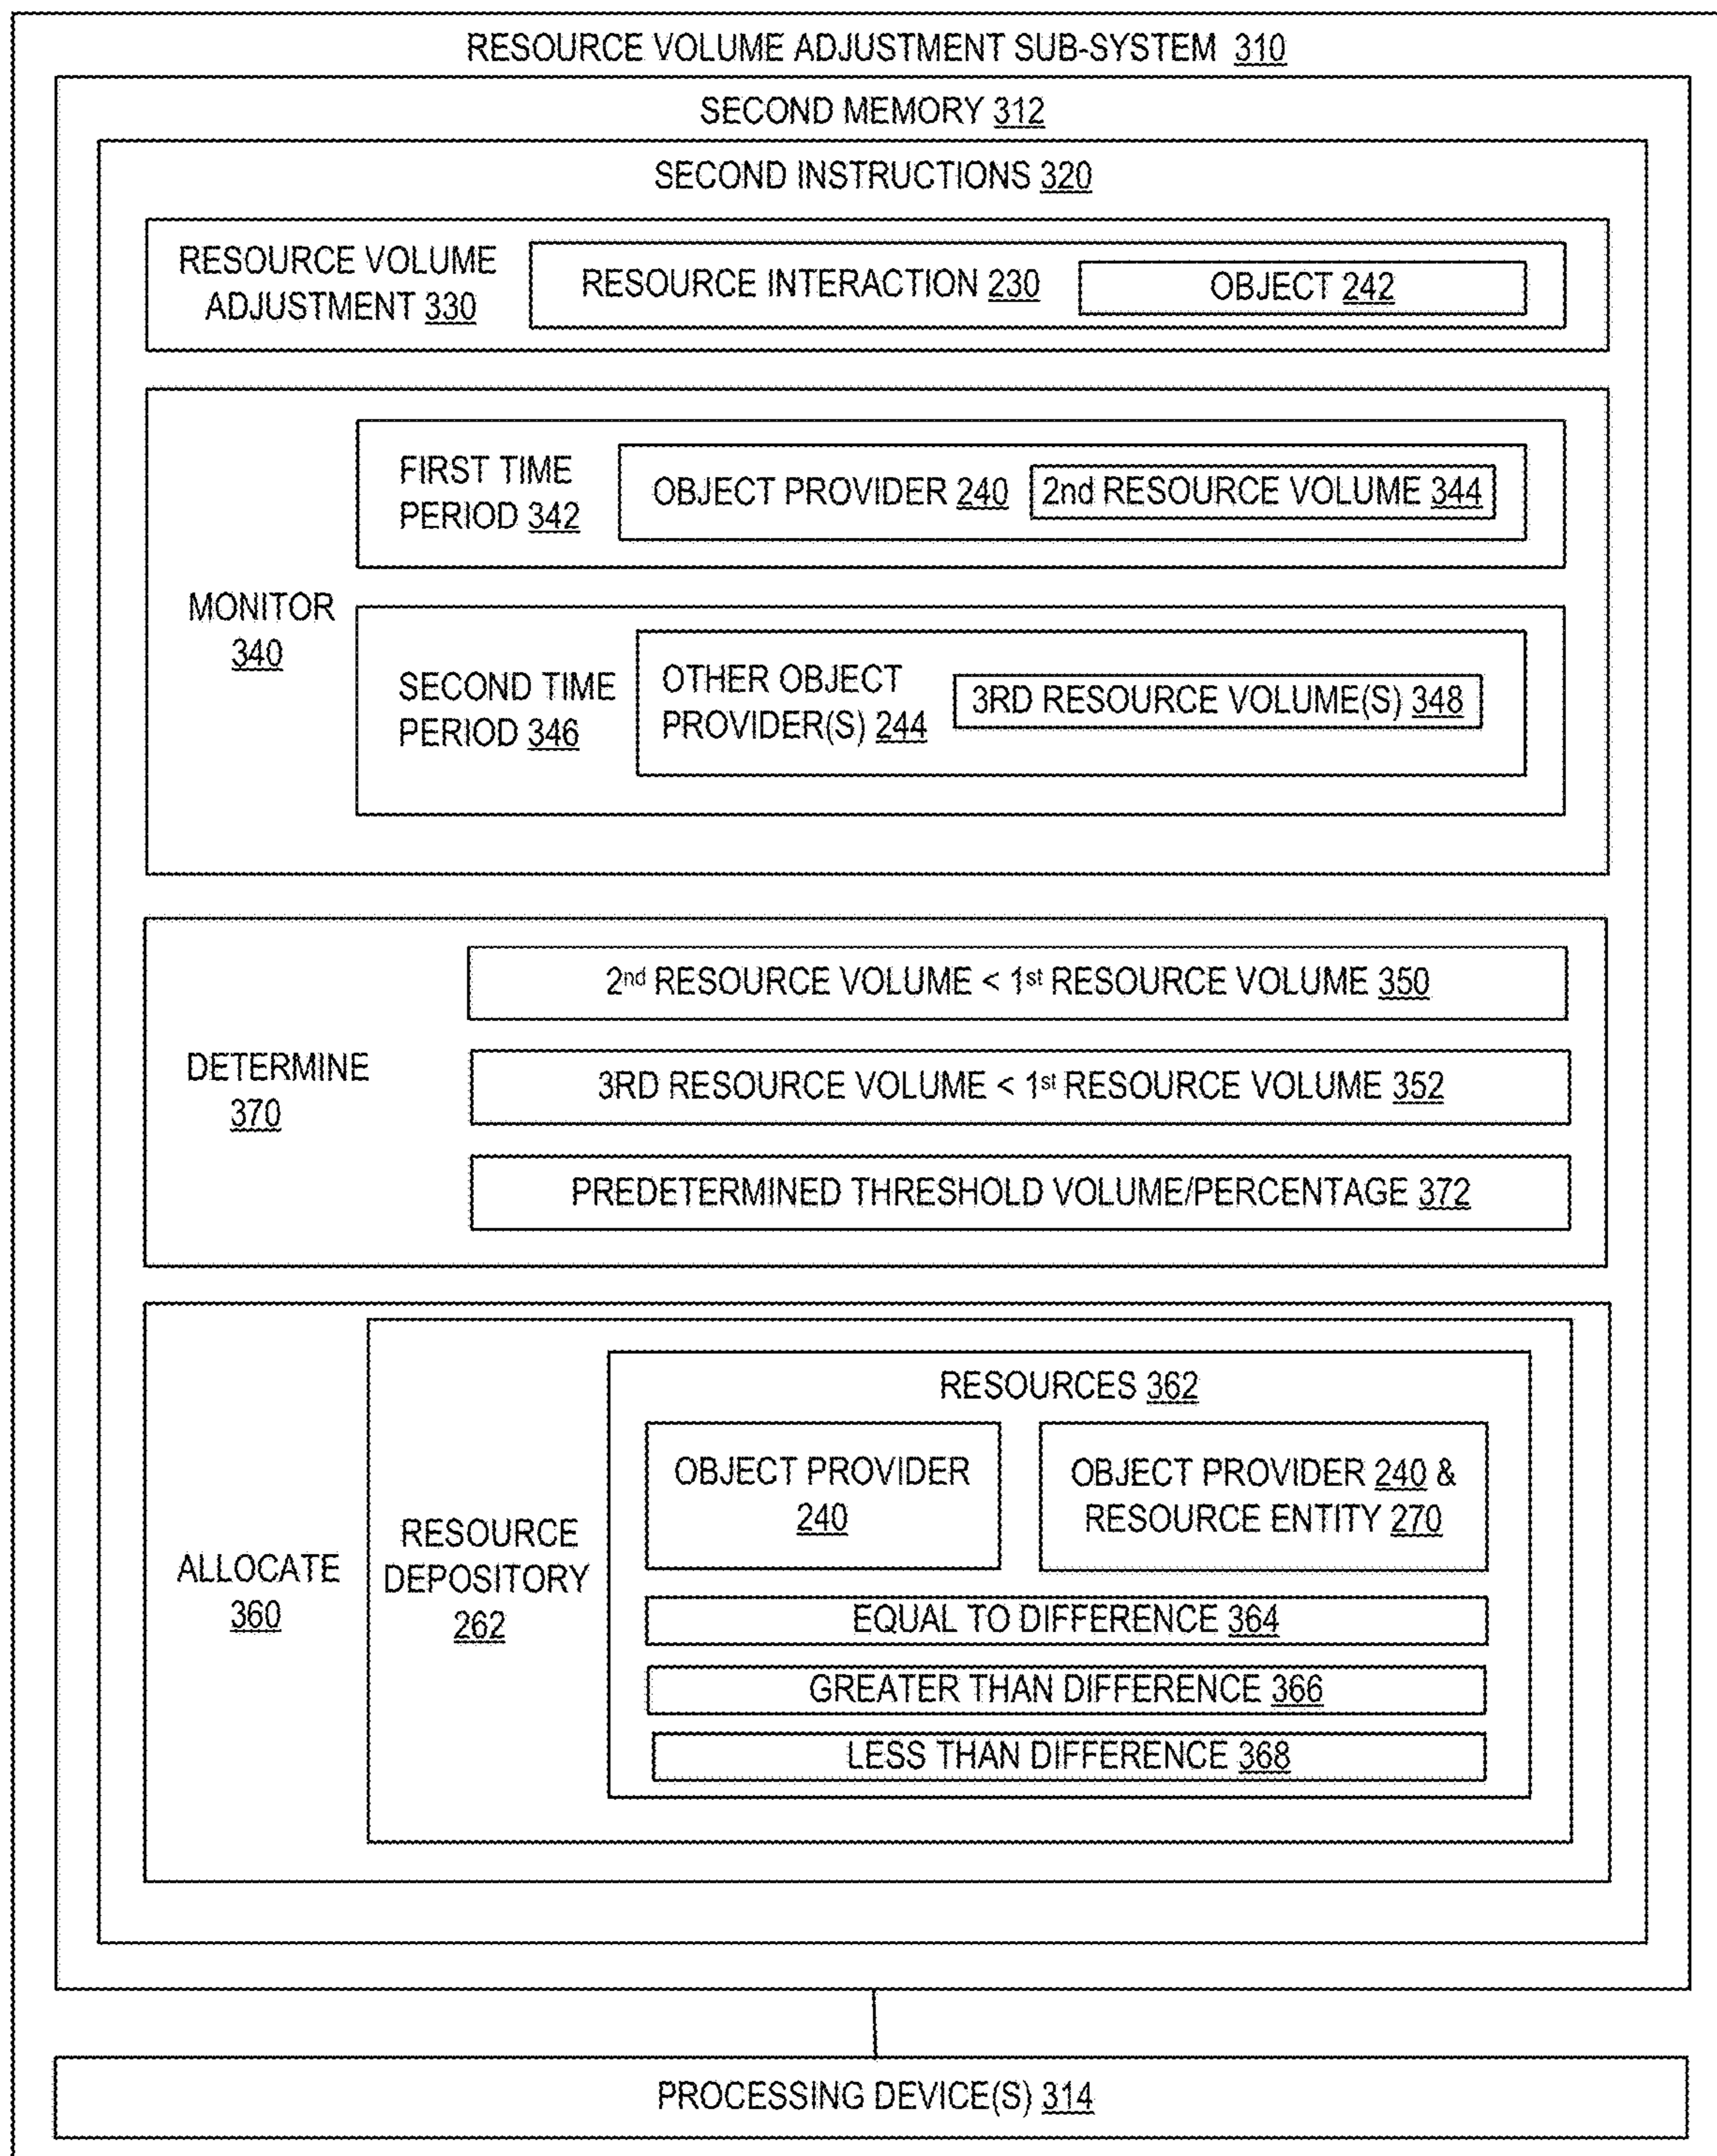 RESOURCE VOLUME ADJUSTMENT SUB-SYSTEM 310
SECOND MEMORY 312
SECOND INSTRUCTIONS 320
RESOURCE VOLUME
ADJUSTMENT 330
RESOURCE INTERACTION 230
OBJECT 242
MONITOR
340
FIRST TIME
PERIOD 342
OBJECT PROVIDER 240
2nd RESOURCE VOLUME 344
SECOND TIME
PERIOD 346
OTHER OBJECT
PROVIDER(S) 244
3RD RESOURCE VOLUME(S) 348
DETERMINE
370
2nd RESOURCE VOLUME < 1st RESOURCE VOLUME 350
3RD RESOURCE VOLUME < 1st RESOURCE VOLUME 352
PREDETERMINED THRESHOLD VOLUME/PERCENTAGE 372
ALLOCATE
360
RESOURCE
DEPOSITORY
262
RESOURCES 362
OBJECT PROVIDER
240
OBJECT PROVIDER 240 &
RESOURCE ENTITY 270
EQUAL TO DIFFERENCE 364
GREATER THAN DIFFERENCE 366
LESS THAN DIFFERENCE 368
PROCESSING DEVICE(S) 314